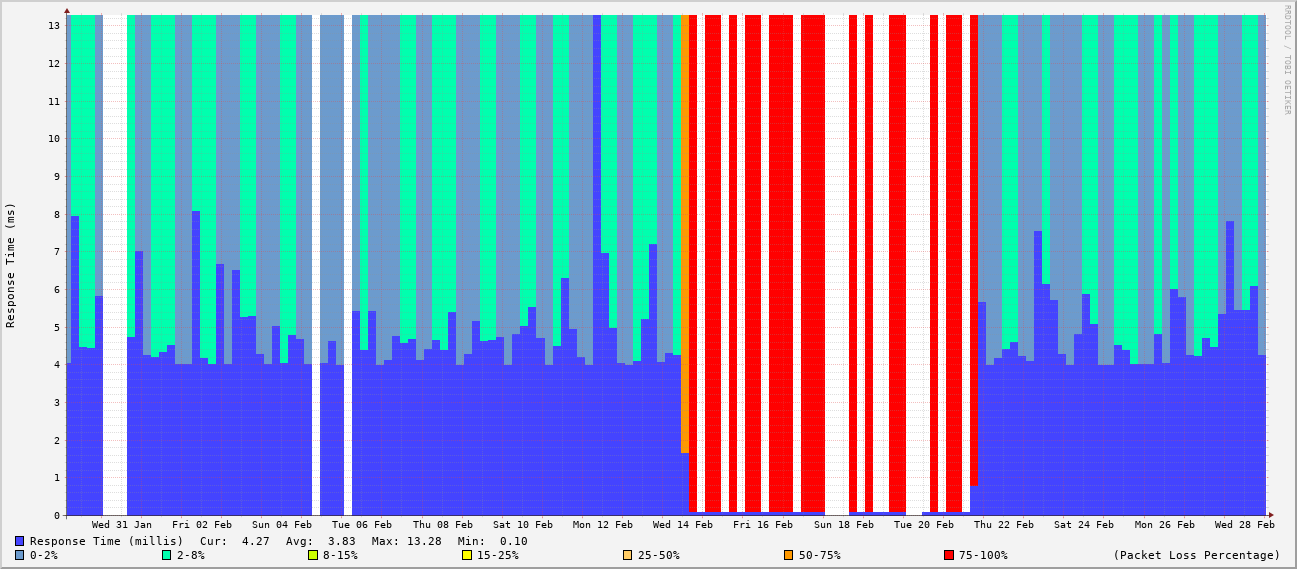 RRDTOOL / TOBI OETIKER
Response Time (ms)
13
12
11
10
9
8
7
6
5
4
3
2
1
0
Wed 31 Jan Fri 02 Feb Sun 04 Feb Tue 06 Feb Thu 08 Feb Sat 10 Feb Mon 12 Feb Wed 14 Feb Fri 16 Feb Sun 18 Feb Tue 20 Feb Thu 22 Feb Sat 24 Feb Mon 26 Feb Wed 28 Feb
Response Time (millis) Cur: 4.27 Avg: 3.83 Max: 13.28 Min: 0.10
0-2% 2-8% 8-15% 15-25% 25-50% 50-75% 75-100% (Packet Loss Percentage)